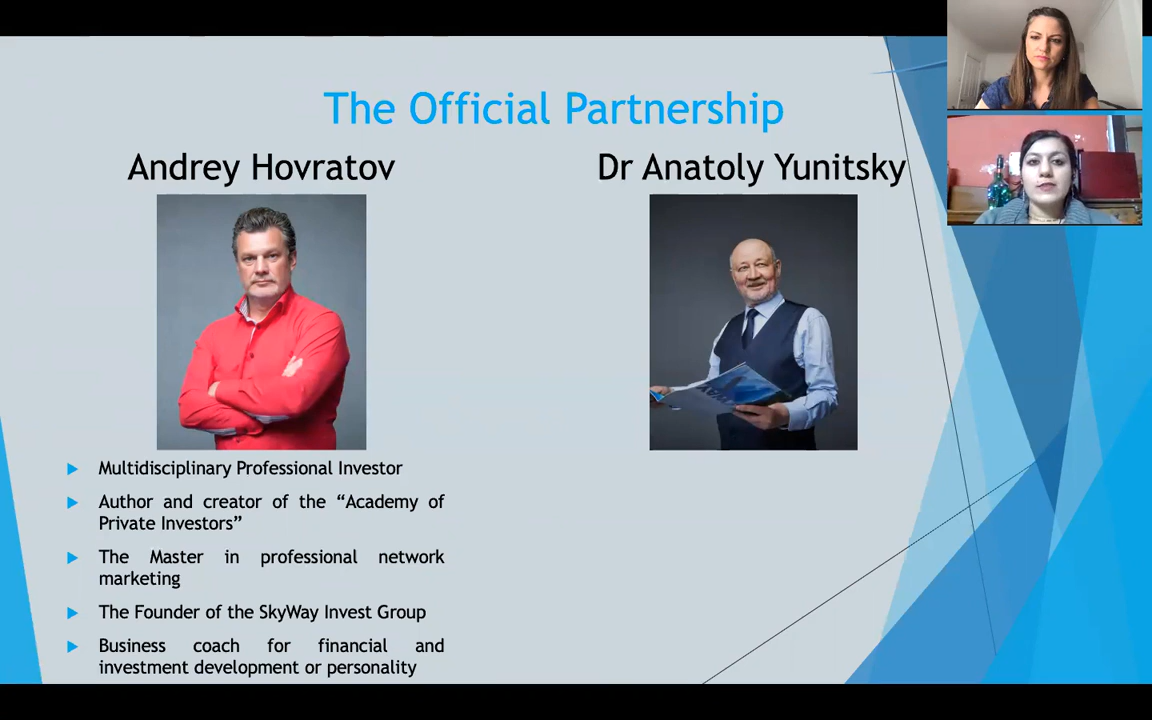 The Official Partnership
Andrey Hovratov
Dr Anatoly Yunitsky
Multidisciplinary Professional Investor
Author and creator of the “Academy of
Private Investors”
The Master in professional network
marketing
The Founder of the SkyWay Invest Group
Business coach for financial and
investment development or personality